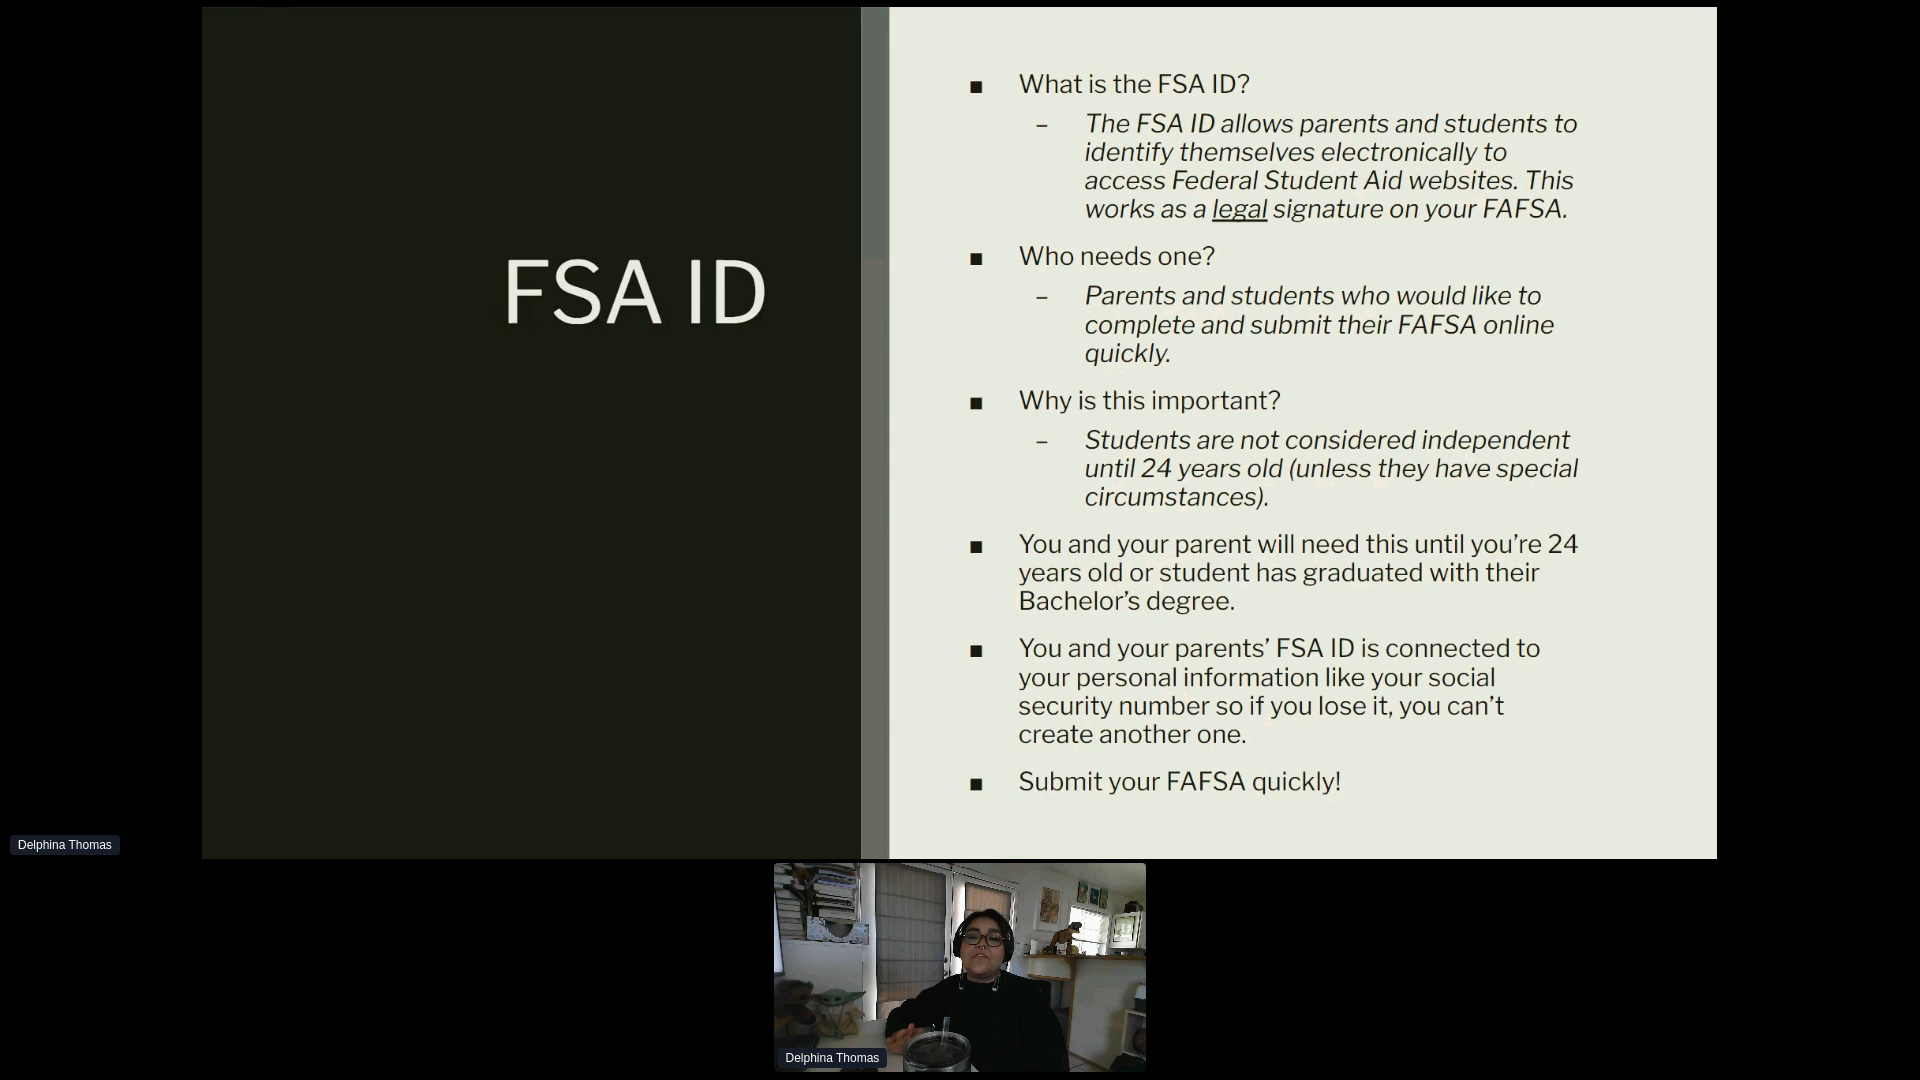 FSA ID
■ What is the FSA ID?
– The FSA ID allows parents and students to
identify themselves electronically to
access Federal Student Aid websites. This
works as a legal signature on your FAFSA.
■ Who needs one?
– Parents and students who would like to
complete and submit their FAFSA online
quickly.
■ Why is this important?
– Students are not considered independent
until 24 years old (unless they have special
circumstances).
■ You and your parent will need this until you’re 24
years old or student has graduated with their
Bachelor’s degree.
■ You and your parents’ FSA ID is connected to
your personal information like your social
security number so if you lose it, you can’t
create another one.
■ Submit your FAFSA quickly!
Delphina Thomas
Delphina Thomas